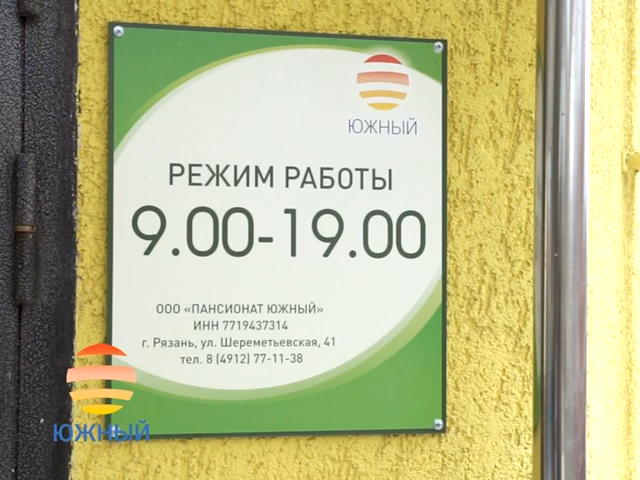 ЮЖНЫЙ
РЕЖИМ РАБОТЫ
9.00-19.00
ООО «ПАНСИОНАТ ЮЖНЫЙ»
ИНН 7719437314
г. Рязань, ул. Шереметьевская, 41
тел. 8 (4912) 77-11-38
ЮЖНЫЙ